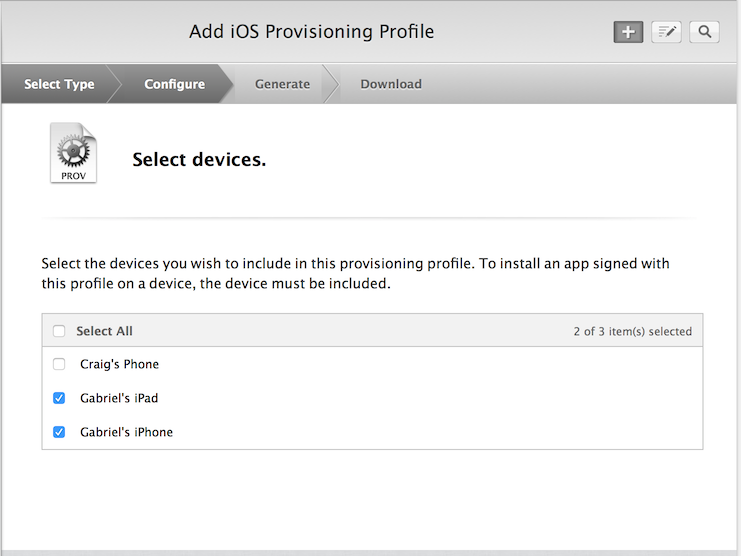 Add iOS Provisioning Profile
Select Type
Configure
Generate
Download
PROV
Select devices.
Select the devices you wish to include in this provisioning profile. To install an app signed with
this profile on a device, the device must be included.
Select All
2 of 3 item(s) selected
Craig's Phone
Gabriel's iPad
Gabriel's iPhone